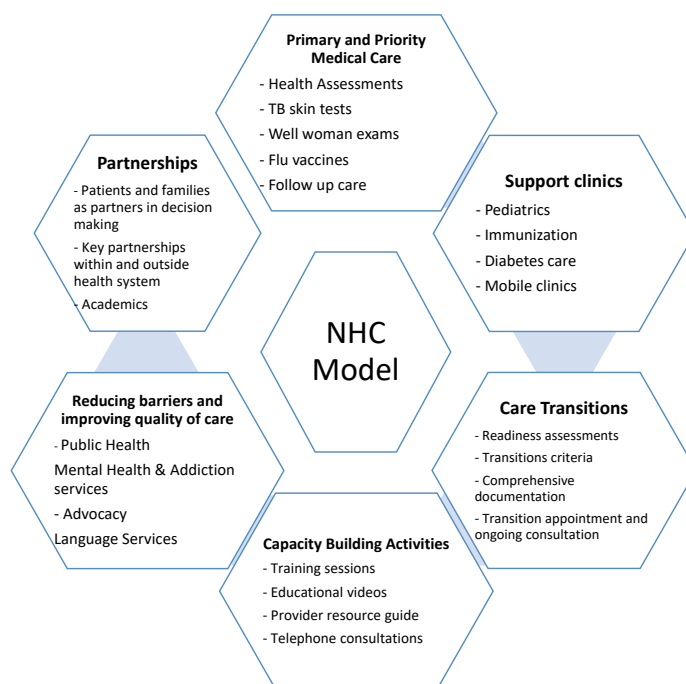 Primary and Priority
Medical Care
- Health Assessments
- TB skin tests
- Well woman exams
- Flu vaccines
- Follow up care
Support clinics
- Pediatrics
- Immunization
- Diabetes care
- Mobile clinics
Care Transitions
- Readiness assessments
- Transitions criteria
- Comprehensive
documentation
- Transition appointment and
ongoing consultation
Capacity Building Activities
- Training sessions
- Educational videos
- Provider resource guide
- Telephone consultations
Reducing barriers and
improving quality of care
- Public Health
Mental Health & Addiction
services
- Advocacy
Language Services
Partnerships
- Patients and families
as partners in decision
making
- Key partnerships
within and outside
health system
- Academics
NHC
Model